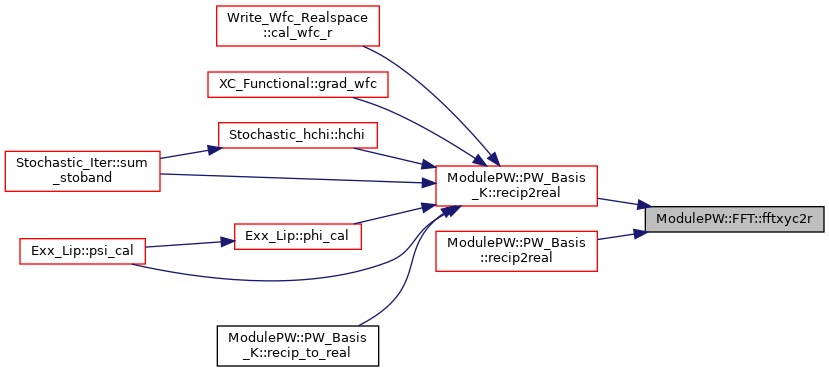 Write_Wfc_Realspace
::cal_wfc_r
XC_Functional::grad_wfc
Stochastic_hchi::hchi
Stochastic_Iter::sum
_stoband
ModulePW::PW_Basis
_K::recip2real
ModulePW::FFT::fftxyc2r
Exx_Lip::phi_cal
Exx_Lip::psi_cal
ModulePW::PW_Basis
::recip2real
ModulePW::PW_Basis
_K::recip_to_real